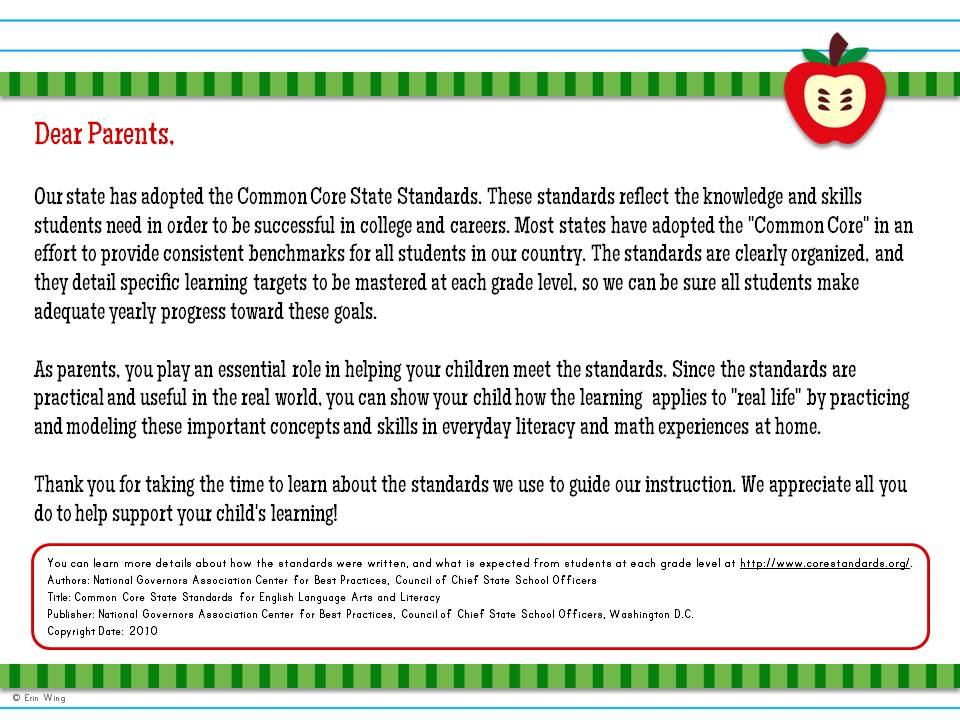 Dear Parents,
Our state has adopted the Common Core State Standards. These standards reflect the knowledge and skills
students need in order to be successful in college and careers. Most states have adopted the "Common Core" in an
effort to provide consistent benchmarks for all students in our country. The standards are clearly organized, and
they detail specific learning targets to be mastered at each grade level, so we can be sure all students make
adequate yearly progress toward these goals.
As parents, you play an essential role in helping your children meet the standards. Since the standards are
practical and useful in the real world, you can show your child how the learning applies to "real life" by practicing
and modeling these important concepts and skills in everyday literacy and math experiences at home.
Thank you for taking the time to learn about the standards we use to guide our instruction. We appreciate all you
do to help support your child's learning!
You can learn more details about how the standards were written, and what is expected from students at each grade level at http://www.corestandards.org/.
Authors: National Governors Association Center for Best Practices, Council of Chief State School Officers
Title: Common Core State Standards for English Language Arts and Literacy
Publisher: National Governors Association Center for Best Practices, Council of Chief State School Officers, Washington D.C.
Copyright Date: 2010
© Erin Wing